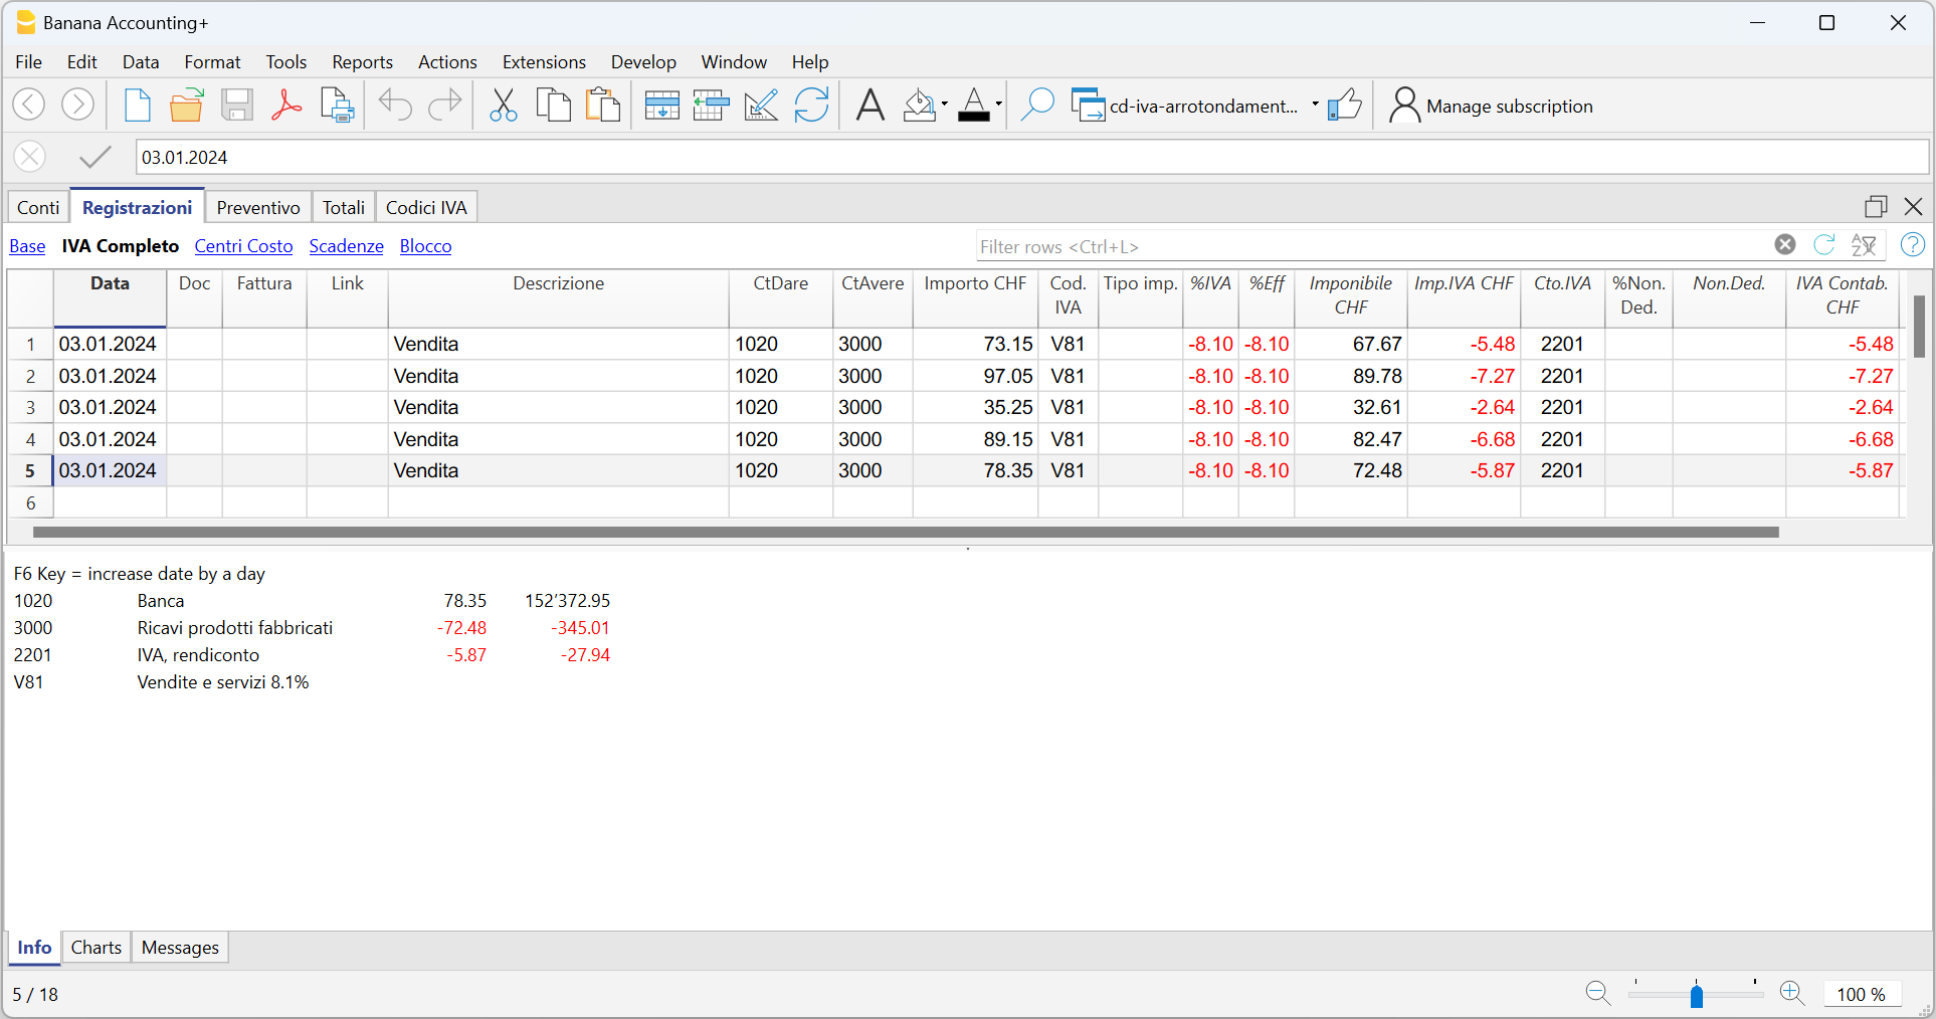 Banana Accounting+
File Edit Data Format Tools Reports Actions Extensions Develop Window Help
cd-iva-arrotondament... Manage subscription
03.01.2024
Conti Registrazioni Preventivo Totali Codici IVA
Base IVA Completo Centri Costo Scadenze Blocco Filter rows <Ctrl+L>
Data Doc Fattura Link Descrizione CtDare CtAvere Importo CHF Cod. IVA Tipo imp. %IVA %Eff Imponibile CHF Imp.IVA CHF Cto.IVA %Non. Ded. Non.Ded. IVA Contab. CHF
1 03.01.2024 Vendita 1020 3000 73.15 V81 -8.10 -8.10 67.67 -5.48 2201 -5.48
2 03.01.2024 Vendita 1020 3000 97.05 V81 -8.10 -8.10 89.78 -7.27 2201 -7.27
3 03.01.2024 Vendita 1020 3000 35.25 V81 -8.10 -8.10 32.61 -2.64 2201 -2.64
4 03.01.2024 Vendita 1020 3000 89.15 V81 -8.10 -8.10 82.47 -6.68 2201 -6.68
5 03.01.2024 Vendita 1020 3000 78.35 V81 -8.10 -8.10 72.48 -5.87 2201 -5.87
6
F6 Key = increase date by a day
1020 Banca 78.35 152'372.95
3000 Ricavi prodotti fabbricati -72.48 -345.01
2201 IVA, rendiconto -5.87 -27.94
V81 Vendite e servizi 8.1%
Info Charts Messages
5 / 18 100 %